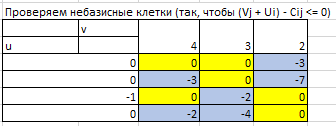 Проверяем небазисные клетки (так, чтобы (Vj + Ui) - Cij <= 0)
v
u 4 3 2
0 0 0 -3
0 -3 0 -7
-1 0 -2 0
0 -2 -4 0